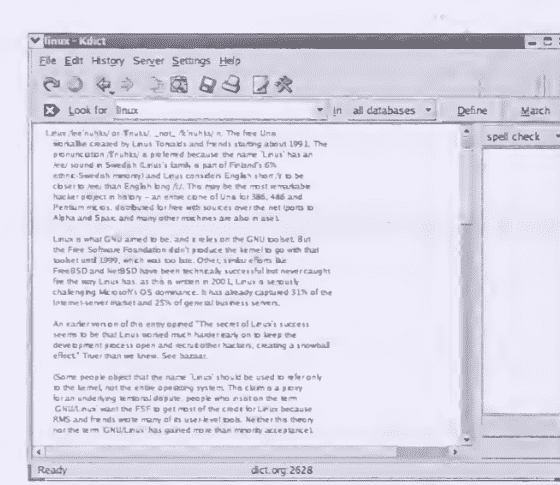 linux - Kdict
File Edit History Server Settings Help
Look for linux in all databases Define Match
spell check
Linux /lee'nuhks/ or /li'nuks/, _not_ /li:'nuhks/ n. The free Unix
workalike created by Linus Torvalds and friends starting about 1991. The
pronunciation /li'nuhks/ is preferred because the name `Linus' has an
/ee/ sound in Swedish (Linus's family is part of Finland's 6%
ethnic-Swedish minority) and Linus considers English short /i/ to be
closer to /ee/ than English long /i:/. This may be the most remarkable
hacker project in history - an entire clone of Unix for 386, 486 and
Pentium micros, distributed for free with sources over the net (ports to
Alpha and Sparc and many other machines are also in use).
Linux is what GNU aimed to be, and it relies on the GNU toolset. But
the Free Software Foundation didn't produce the kernel to go with that
toolset until 1999, which was too late. Other, similar efforts like
FreeBSD and NetBSD have been technically successful but never caught
fire the way Linux has; as this is written in 2001, Linux is seriously
challenging Microsoft's OS dominance. It has already captured 31% of the
Internet-server market and 25% of general business servers.
An earlier version of this entry opined "The secret of Linux's success
seems to be that Linus worked much harder early on to keep the
development process open and recruit other hackers, creating a snowball
effect." Truer than we knew. See bazaar.
(Some people object that the name `Linux' should be used to refer only
to the kernel, not the entire operating system. This claim is a proxy
for an underlying territorial dispute; people who insist on the term
`GNU/Linux' want the FSF to get most of the credit for Linux because
RMS and friends wrote many of its user-level tools. Neither this theory
nor the term `GNU/Linux' has gained more than minority acceptance).
Ready dict.org:2628